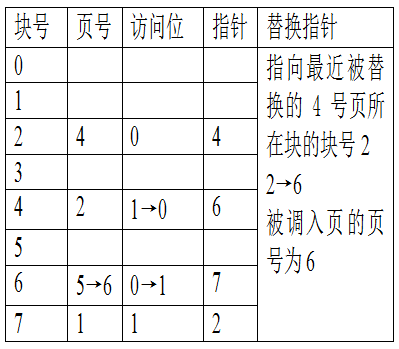 块号 页号 访问位 指针 替换指针
0
1
2 4 0 4
3
4 2 1→0 6
5
6 5→6 0→1 7
7 1 1 2
指向最近被替
换的 4 号页所
在块的块号2
2→6
被调入页的页
号为6